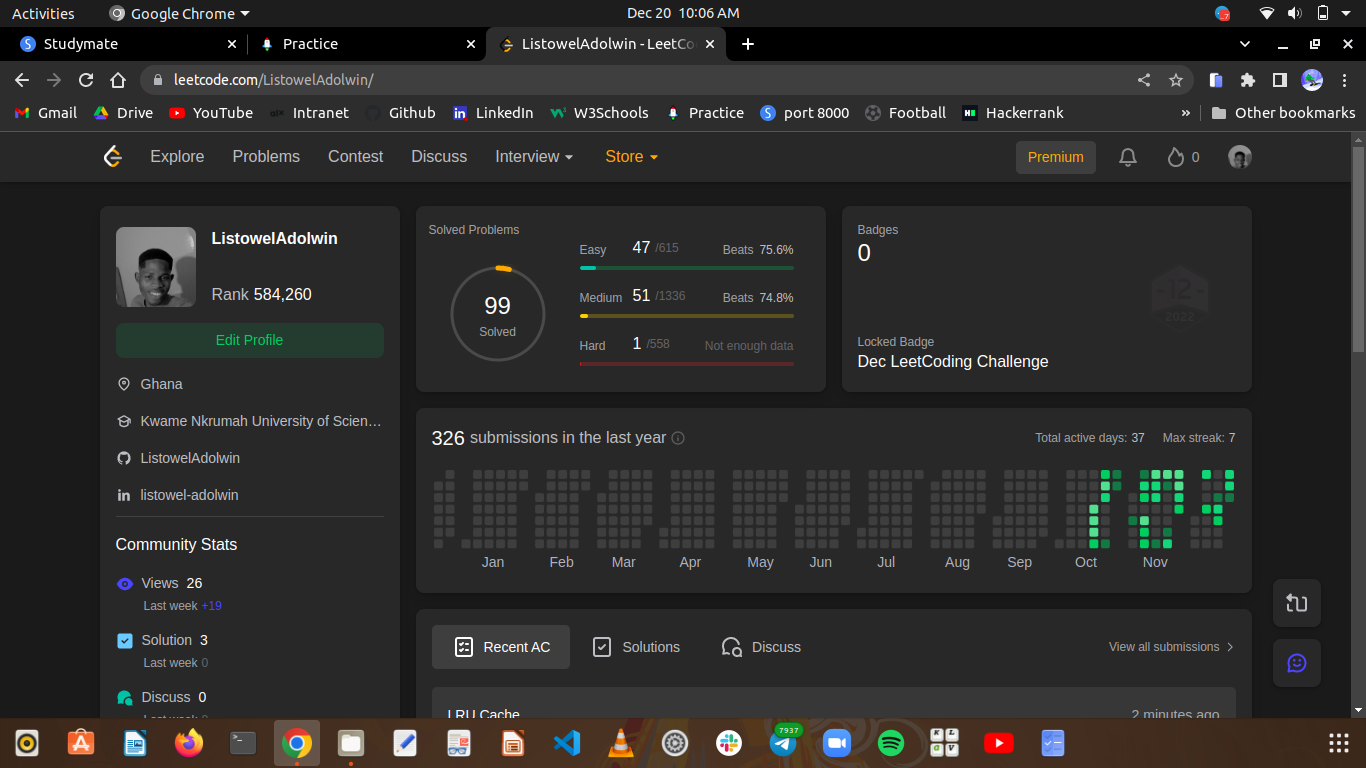 Activities Google Chrome Dec 20 10:06 AM
Studymate Practice ListowelAdolwin - LeetCo
leetcode.com/ListowelAdolwin/
Gmail Drive YouTube Intranet Github LinkedIn W3Schools Practice port 8000 Football Hackerrank » Other bookmarks
Explore Problems Contest Discuss Interview Store Premium 0
ListowelAdolwin
Rank 584,260
Edit Profile
Ghana
Kwame Nkrumah University of Scien…
ListowelAdolwin
listowel-adolwin
Community Stats
Views 26
Last week +19
Solution 3
Last week 0
Discuss 0
Last week 0
Solved Problems
99
Solved
Easy 47 /615 Beats 75.6%
Medium 51 /1336 Beats 74.8%
Hard 1 /558 Not enough data
Badges
0
12
2022
Locked Badge
Dec LeetCoding Challenge
326 submissions in the last year Total active days: 37 Max streak: 7
Jan Feb Mar Apr May Jun Jul Aug Sep Oct Nov
Recent AC Solutions Discuss View all submissions
LRU Cache 2 minutes ago
7937